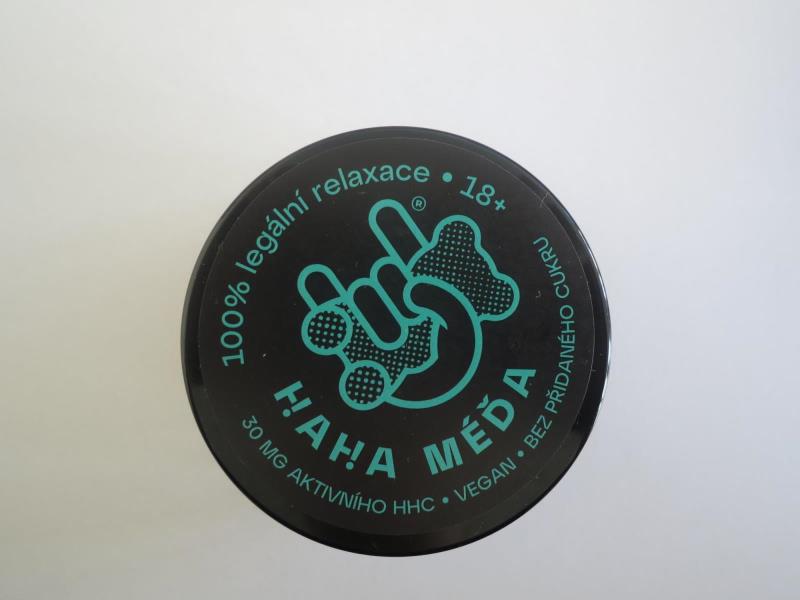 100% legální relaxace • 18+
®
HAHA MÉĎA
30 MG AKTIVNÍHO HHC • VEGAN • BEZ PŘIDANÉHO CUKRU